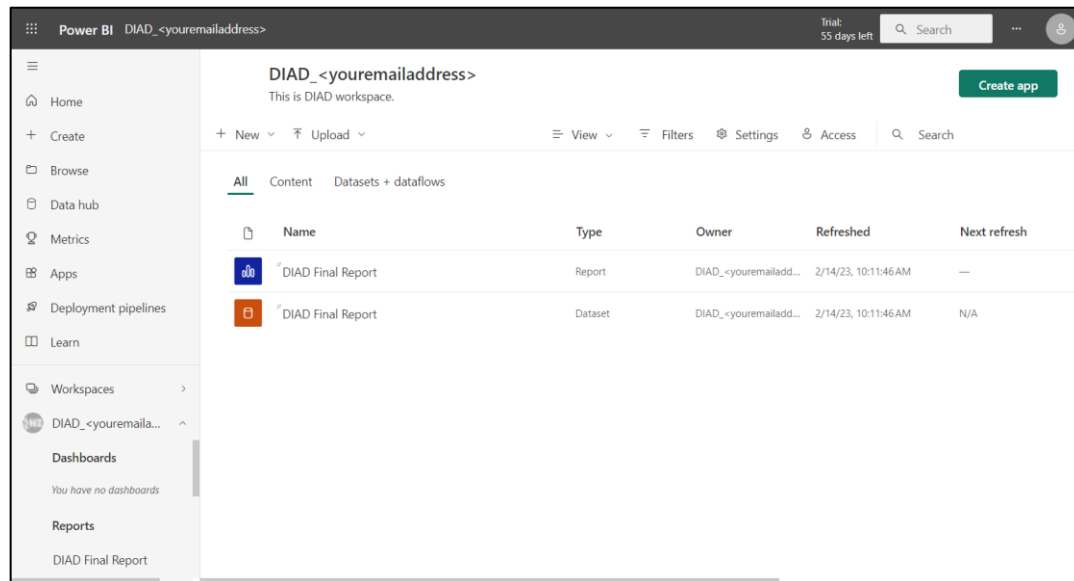 Power BI DIAD_<youremailaddress> Trial: Search
55 days left
DIAD_<youremailaddress>
This is DIAD workspace.
Create app
Home
Create
Browse
Data hub
Metrics
Apps
Deployment pipelines
Learn
Workspaces
DIAD_<youremaila...
Dashboards
You have no dashboards
Reports
DIAD Final Report
+ New Upload View Filters Settings Access Search
All Content Datasets + dataflows
Name Type Owner Refreshed Next refresh
DIAD Final Report Report DIAD_<youremailadd... 2/14/23, 10:11:46 AM —
DIAD Final Report Dataset DIAD_<youremailadd... 2/14/23, 10:11:46 AM N/A